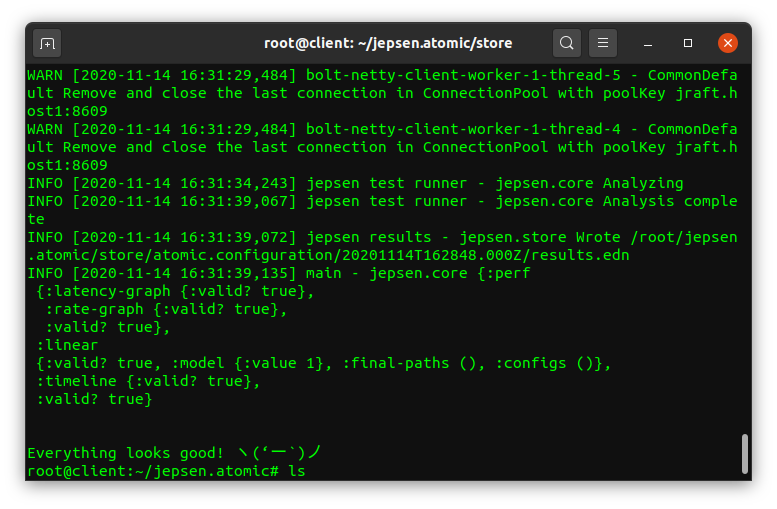 root@client: ~/jepsen.atomic/store
WARN [2020-11-14 16:31:29,484] bolt-netty-client-worker-1-thread-5 - CommonDefa
ult Remove and close the last connection in ConnectionPool with poolKey jraft.h
ost1:8609
WARN [2020-11-14 16:31:29,484] bolt-netty-client-worker-1-thread-4 - CommonDefa
ult Remove and close the last connection in ConnectionPool with poolKey jraft.h
ost1:8609
INFO [2020-11-14 16:31:34,243] jepsen test runner - jepsen.core Analyzing
INFO [2020-11-14 16:31:39,067] jepsen test runner - jepsen.core Analysis comple
te
INFO [2020-11-14 16:31:39,072] jepsen results - jepsen.store Wrote /root/jepsen
.atomic/store/atomic.configuration/20201114T162848.000Z/results.edn
INFO [2020-11-14 16:31:39,135] main - jepsen.core {:perf
 {:latency-graph {:valid? true},
  :rate-graph {:valid? true},
  :valid? true},
 :linear
 {:valid? true, :model {:value 1}, :final-paths (), :configs ()},
 :timeline {:valid? true},
 :valid? true}
Everything looks good! ヽ(‘ー`)ノ
root@client:~/jepsen.atomic# ls